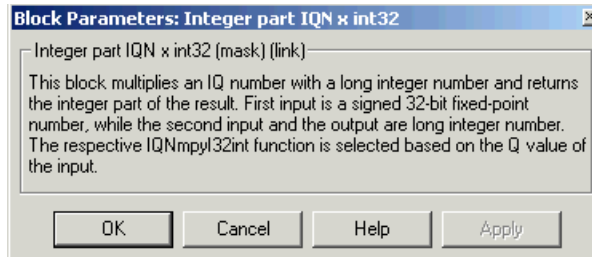 Block Parameters: Integer part IQN x int32
Integer part IQN x int32 (mask) (link)
This block multiplies an IQ number with a long integer number and returns
the integer part of the result. First input is a signed 32-bit fixed-point
number, while the second input and the output are long integer number.
The respective IQNmpyI32int function is selected based on the Q value of
the input.
OK Cancel Help Apply